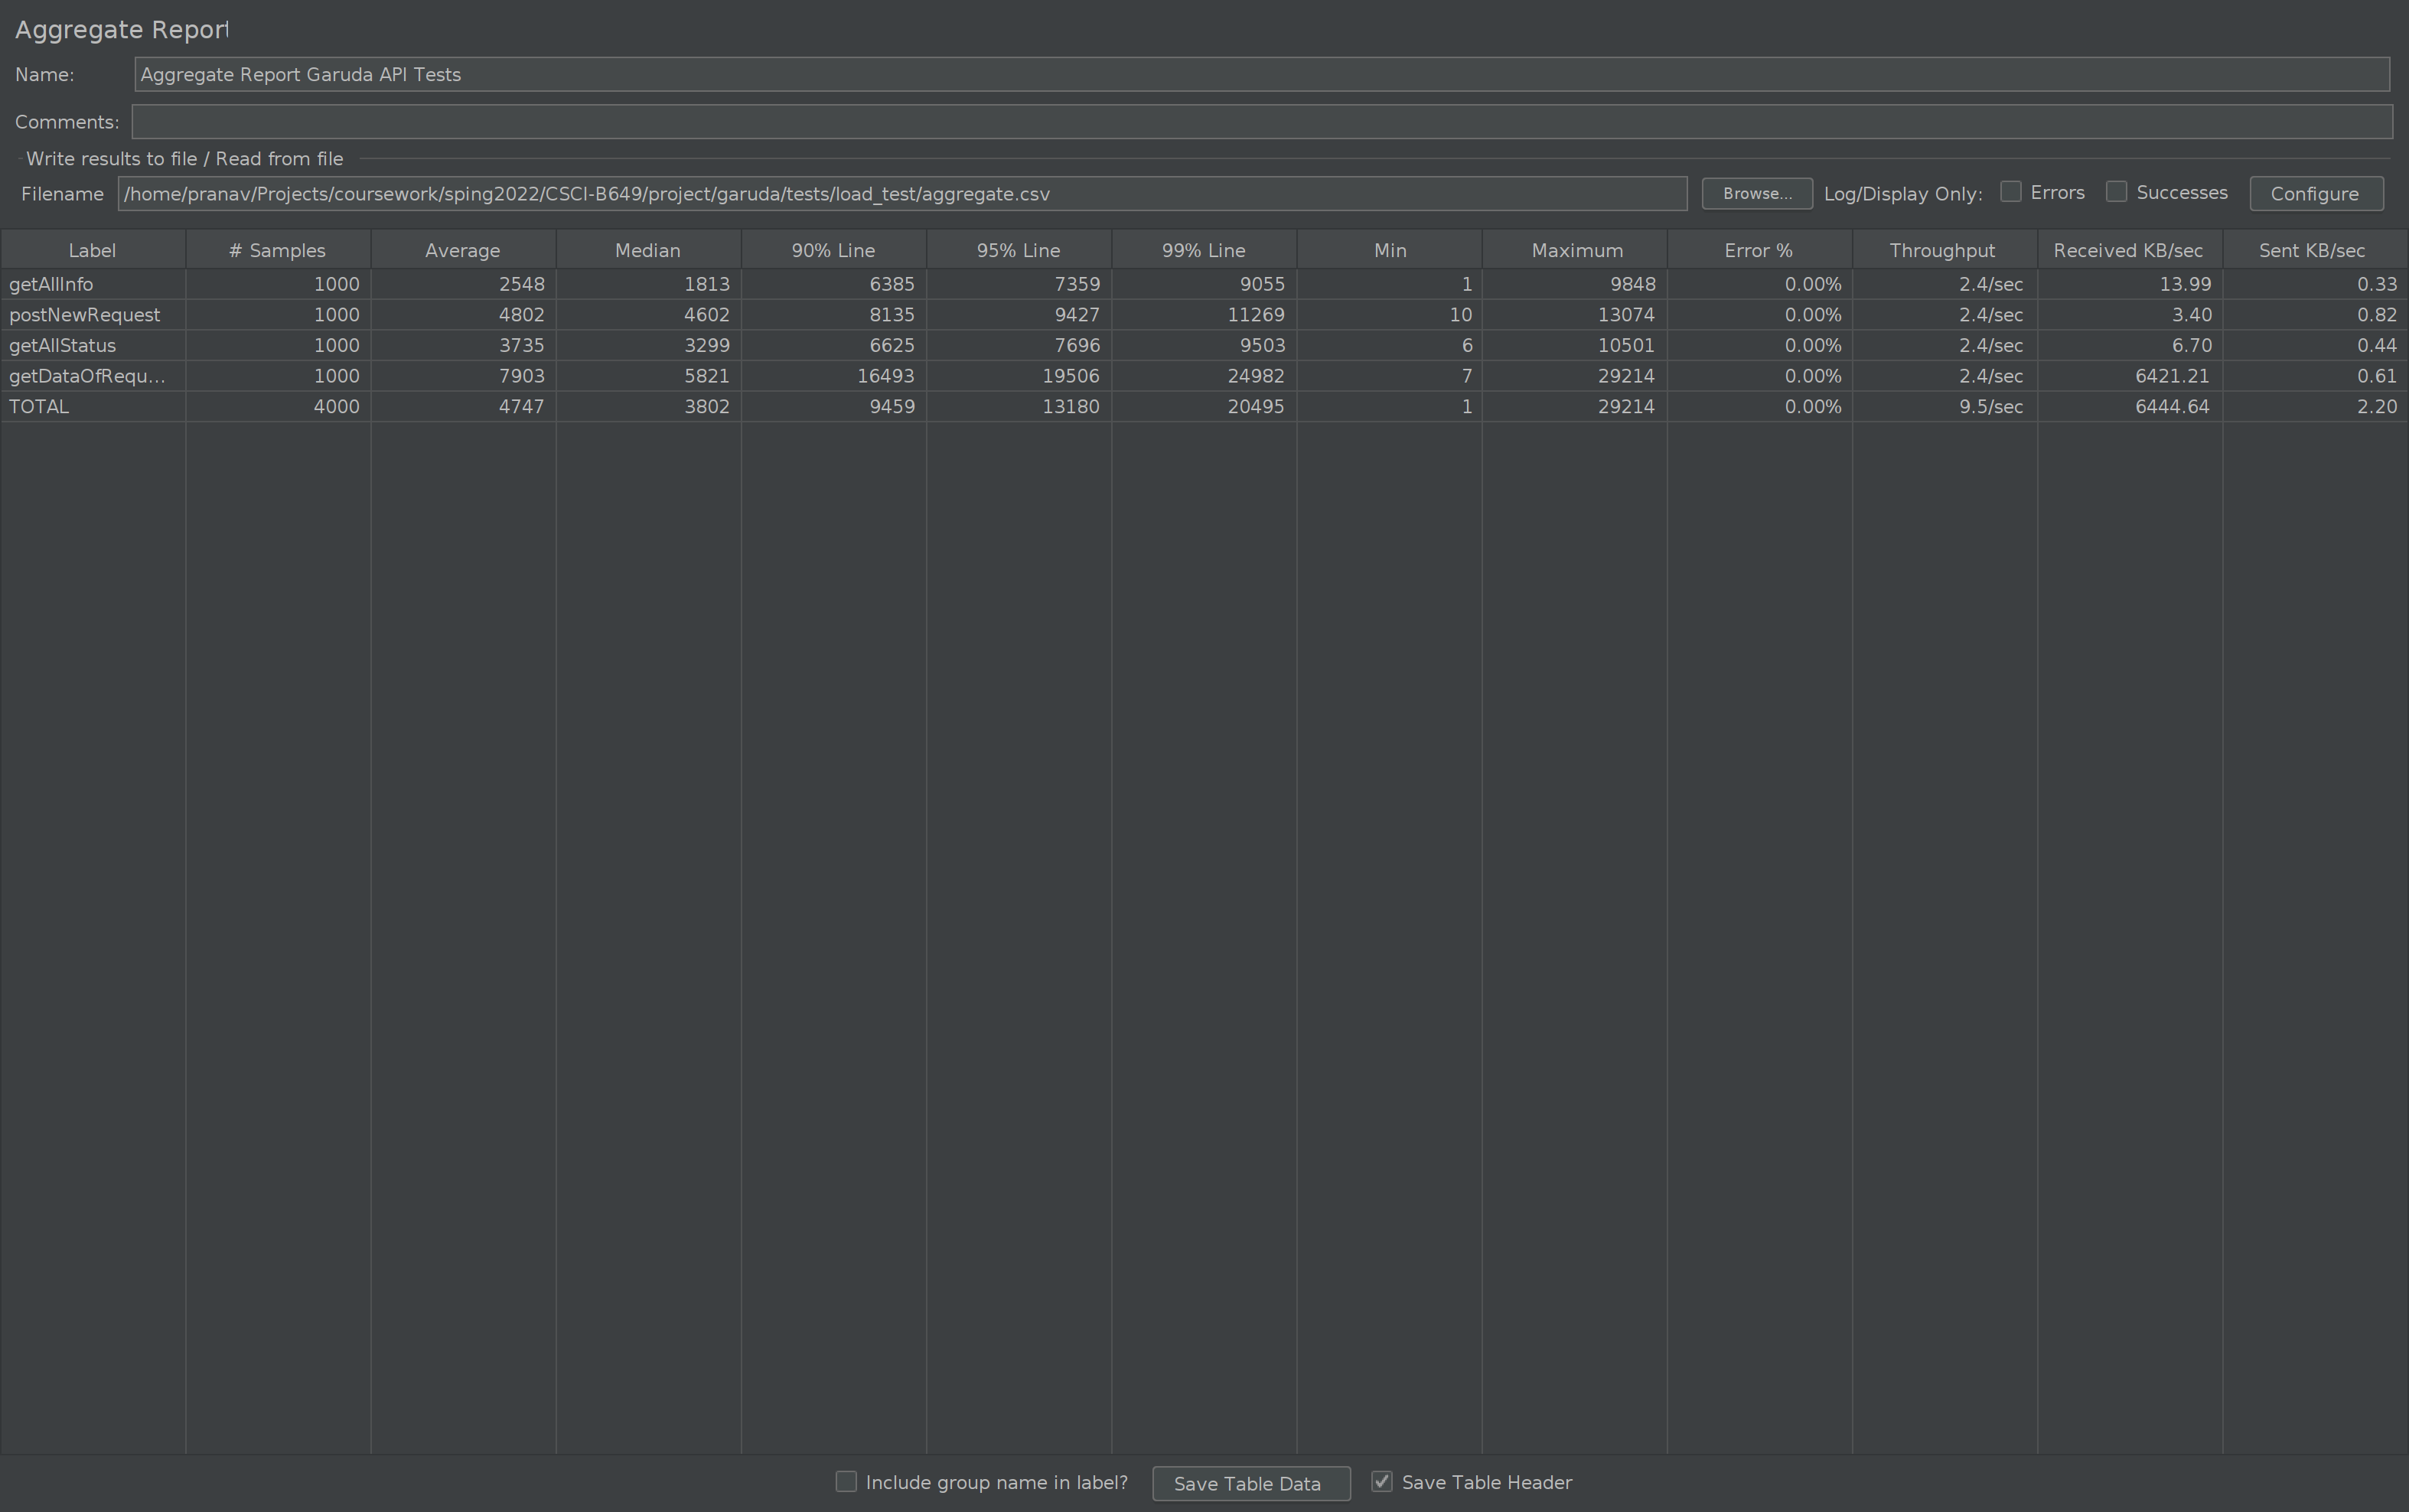 Aggregate Report
Name: Aggregate Report Garuda API Tests
Comments:
Write results to file / Read from file
Filename /home/pranav/Projects/coursework/sping2022/CSCI-B649/project/garuda/tests/load_test/aggregate.csv Browse... Log/Display Only: Errors Successes Configure
Label # Samples Average Median 90% Line 95% Line 99% Line Min Maximum Error % Throughput Received KB/sec Sent KB/sec
getAllInfo 1000 2548 1813 6385 7359 9055 1 9848 0.00% 2.4/sec 13.99 0.33
postNewRequest 1000 4802 4602 8135 9427 11269 10 13074 0.00% 2.4/sec 3.40 0.82
getAllStatus 1000 3735 3299 6625 7696 9503 6 10501 0.00% 2.4/sec 6.70 0.44
getDataOfRequ... 1000 7903 5821 16493 19506 24982 7 29214 0.00% 2.4/sec 6421.21 0.61
TOTAL 4000 4747 3802 9459 13180 20495 1 29214 0.00% 9.5/sec 6444.64 2.20
Include group name in label? Save Table Data Save Table Header